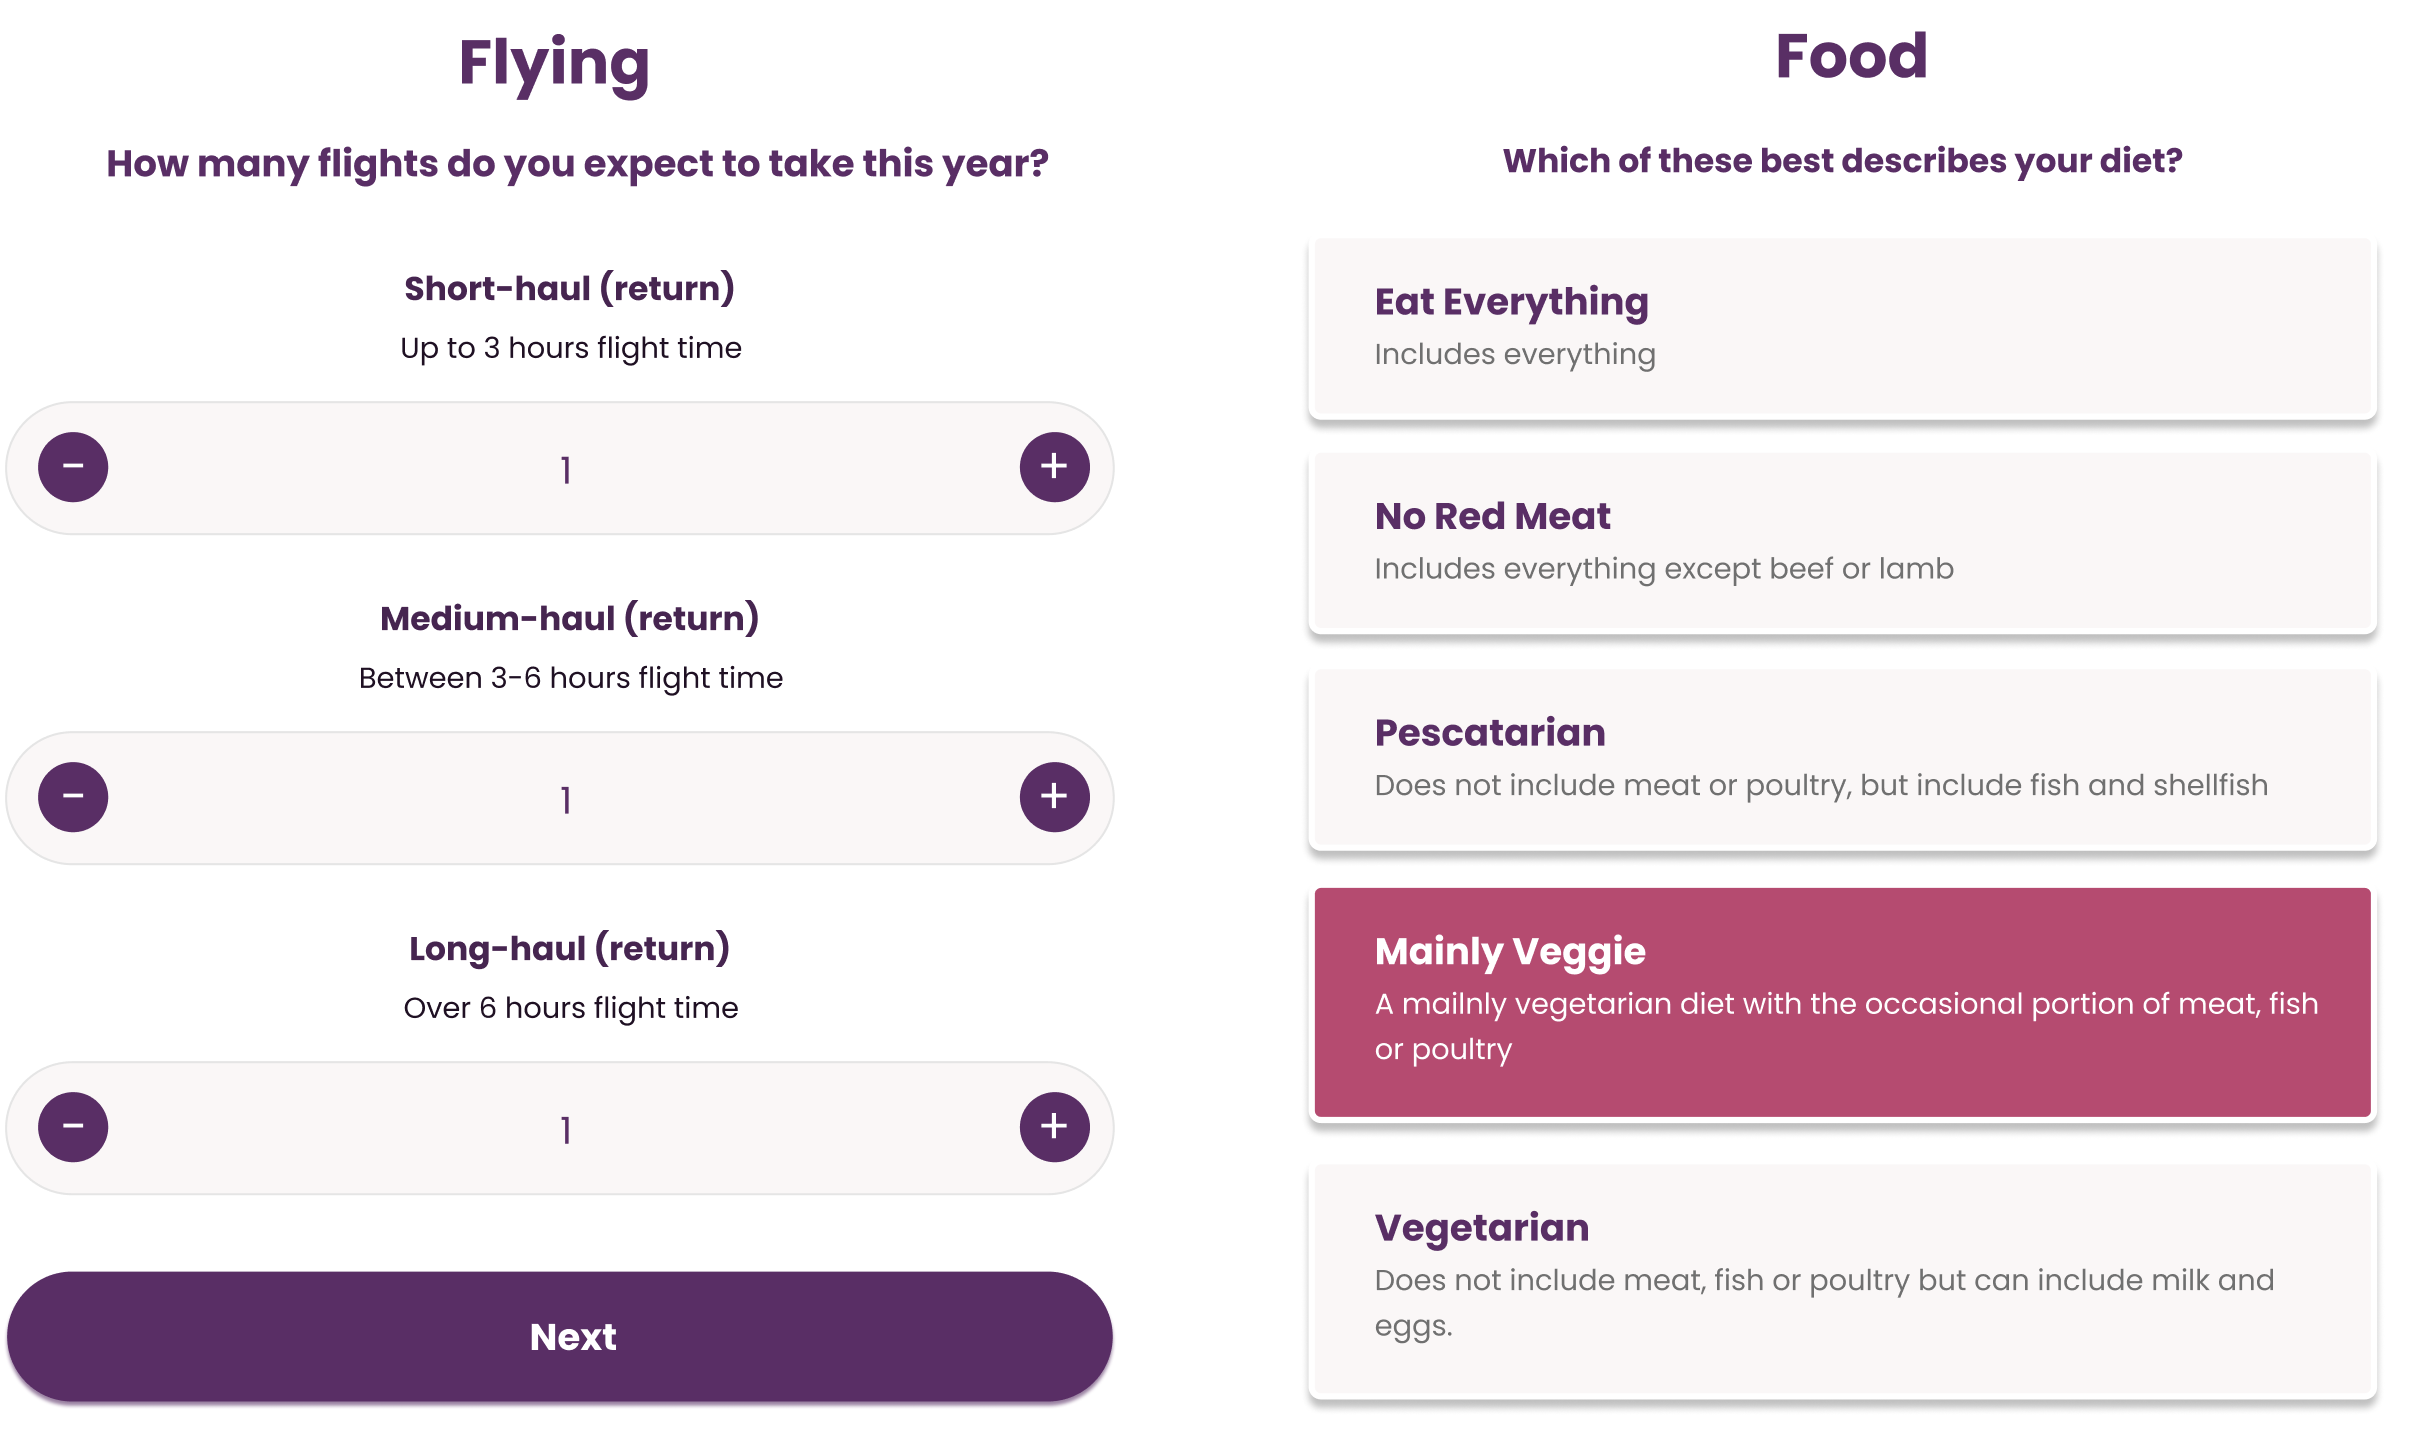 Flying
How many flights do you expect to take this year?
Short-haul (return)
Up to 3 hours flight time
− 1 +
Medium-haul (return)
Between 3-6 hours flight time
− 1 +
Long-haul (return)
Over 6 hours flight time
− 1 +
Next
Food
Which of these best describes your diet?
Eat Everything
Includes everything
No Red Meat
Includes everything except beef or lamb
Pescatarian
Does not include meat or poultry, but include fish and shellfish
Mainly Veggie
A mailnly vegetarian diet with the occasional portion of meat, fish
or poultry
Vegetarian
Does not include meat, fish or poultry but can include milk and
eggs.